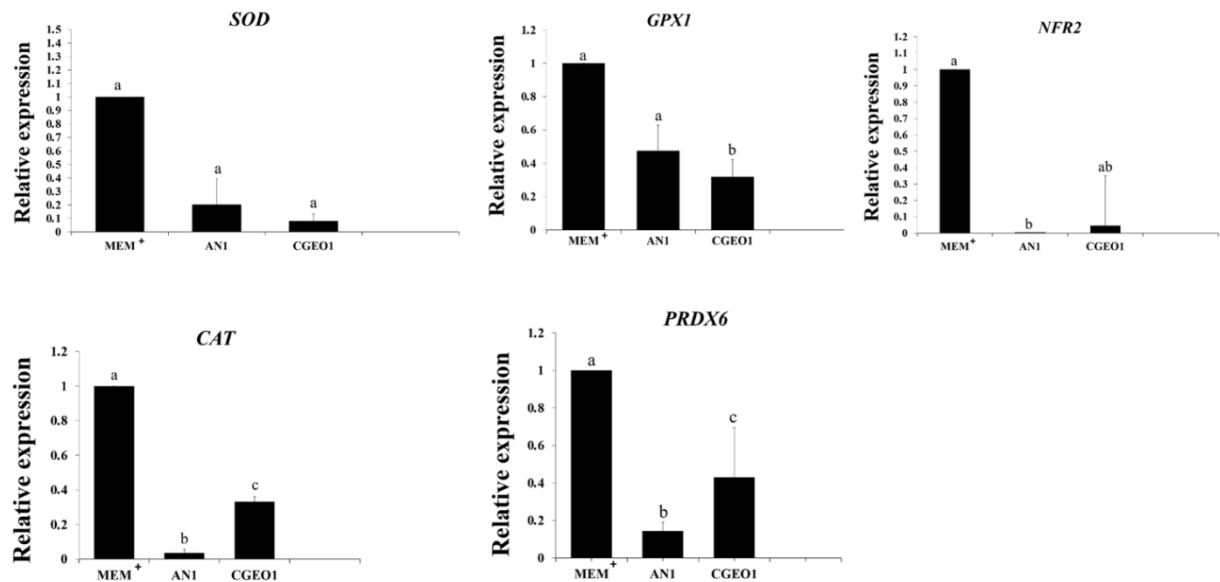 SOD
Relative expression
1.5
1.4
1.3
1.2
1.1
1
0.9
0.8
0.7
0.6
0.5
0.4
0.3
0.2
0.1
0
a
a
a
MEM+
AN1
CGEO1
GPX1
Relative expression
1.2
1
0.8
0.6
0.4
0.2
0
a
a
b
MEM+
AN1
CGEO1
NFR2
Relative expression
1.2
1.1
1
0.9
0.8
0.7
0.6
0.5
0.4
0.3
0.2
0.1
0
a
b
ab
MEM+
AN1
CGEO1
CAT
Relative expression
1.2
1
0.8
0.6
0.4
0.2
0
a
b
c
MEM+
AN1
CGEO1
PRDX6
Relative expression
1.2
1
0.8
0.6
0.4
0.2
0
a
b
c
MEM+
AN1
CGEO1